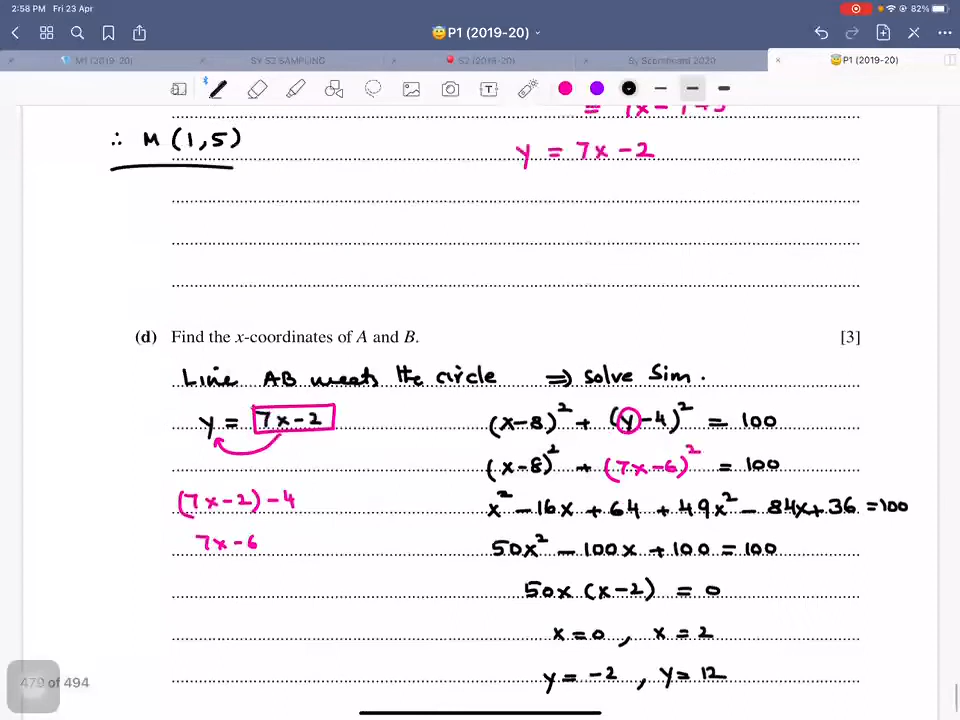 2:58 PM Fri 23 Apr 82%
P1 (2019-20)
M1 (2019-20) SY S2 SAMPLING S2 (2019-20) Sy Scoreward 2020 P1 (2019-20)
∴ M (1,5)
y = 7x - 2
(d) Find the x-coordinates of A and B. [3]
Line AB meets the circle ⇒ solve Sim.
y = 7x - 2 (x-8)² + (y-4)² = 100
(x-8)² + (7x-6)² = 100
(7x-2) - 4 x² - 16x + 64 + 49x² - 84x + 36 = 100
7x - 6 50x² - 100x + 100 = 100
50x (x-2) = 0
x = 0 , x = 2
y = -2 , y = 12
479 of 494